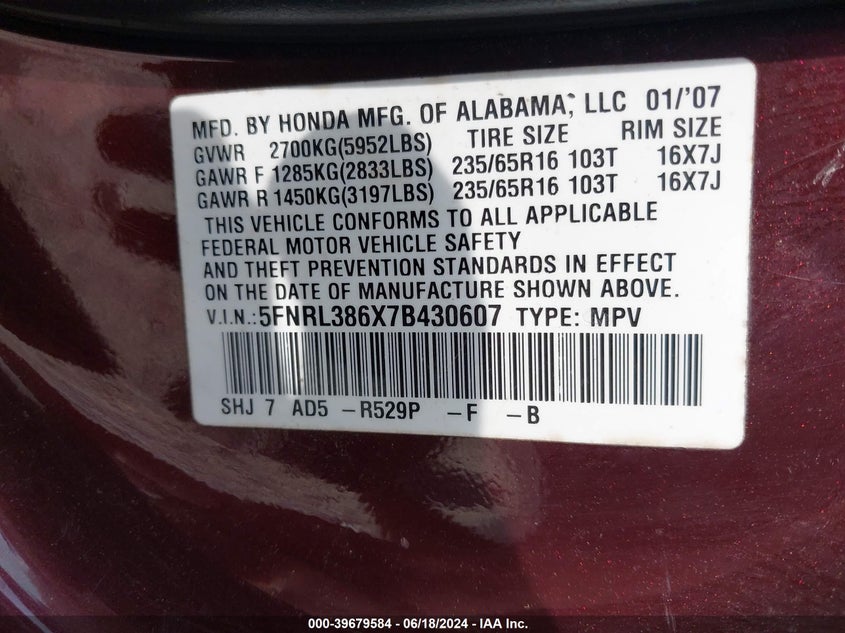 MFD. BY HONDA MFG. OF ALABAMA, LLC 01/'07
GVWR 2700KG(5952LBS) TIRE SIZE RIM SIZE
GAWR F 1285KG(2833LBS) 235/65R16 103T 16X7J
GAWR R 1450KG(3197LBS) 235/65R16 103T 16X7J
THIS VEHICLE CONFORMS TO ALL APPLICABLE
FEDERAL MOTOR VEHICLE SAFETY
AND THEFT PREVENTION STANDARDS IN EFFECT
ON THE DATE OF MANUFACTURE SHOWN ABOVE.
V.I.N.:5FNRL386X7B430607 TYPE: MPV
SHJ 7 AD5 -R529P -F -B
000-39679584 - 06/18/2024 - IAA Inc.